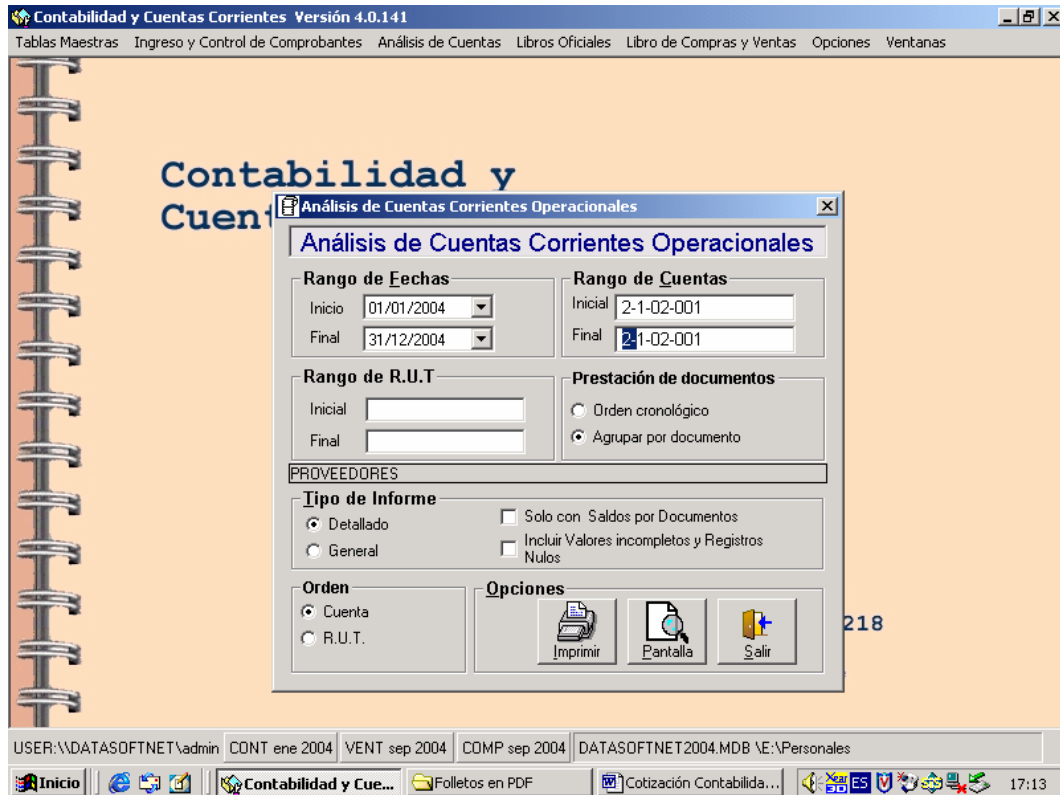 Contabilidad y Cuentas Corrientes Versión 4.0.141
Tablas Maestras Ingreso y Control de Comprobantes Análisis de Cuentas Libros Oficiales Libro de Compras y Ventas Opciones Ventanas
Contabilidad y
Cuent
Análisis de Cuentas Corrientes Operacionales
Análisis de Cuentas Corrientes Operacionales
Rango de Fechas
Inicio 01/01/2004
Final 31/12/2004
Rango de Cuentas
Inicial 2-1-02-001
Final 2-1-02-001
Rango de R.U.T
Inicial
Final
Prestación de documentos
Orden cronológico
Agrupar por documento
PROVEEDORES
Tipo de Informe
Detallado
General
Solo con Saldos por Documentos
Incluir Valores incompletos y Registros
Nulos
Orden
Cuenta
R.U.T.
Opciones
Imprimir Pantalla Salir
218
USER:\\DATASOFTNET\admin CONT ene 2004 VENT sep 2004 COMP sep 2004 DATASOFTNET2004.MDB \E:\Personales
Inicio Contabilidad y Cue... Folletos en PDF Cotización Contabilida... ES 17:13